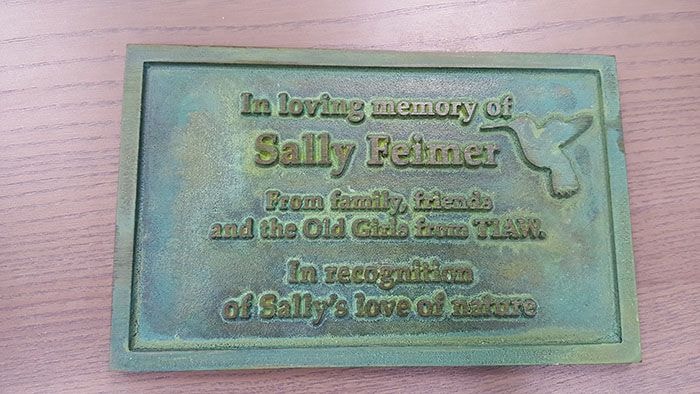 In loving memory of
Sally Feimer
From family, friends
and the Old Girls from TIAW.
In recognition
of Sally's love of nature